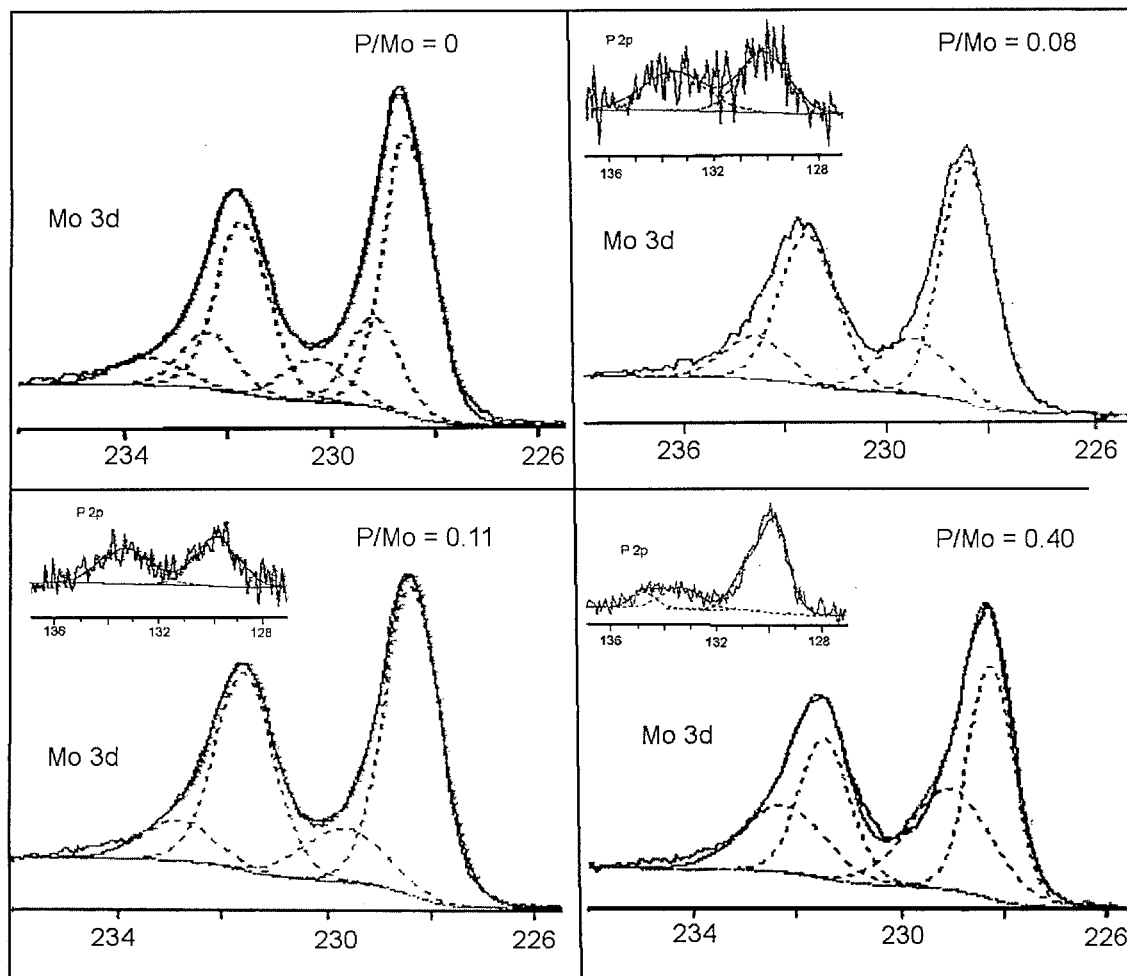 P/Mo = 0
Mo 3d
234 230 226
P 2p
P/Mo = 0.08
136 132 128
Mo 3d
236 230 226
P 2p
P/Mo = 0.11
136 132 128
Mo 3d
234 230 226
P 2p
P/Mo = 0.40
136 132 128
Mo 3d
234 230 226